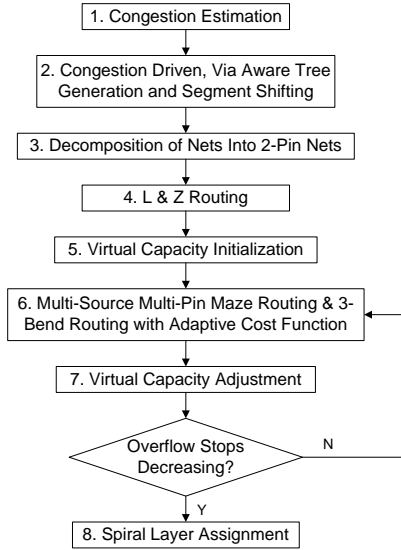 1. Congestion Estimation
2. Congestion Driven, Via Aware Tree
Generation and Segment Shifting
3. Decomposition of Nets Into 2-Pin Nets
4. L & Z Routing
5. Virtual Capacity Initialization
6. Multi-Source Multi-Pin Maze Routing & 3-
Bend Routing with Adaptive Cost Function
7. Virtual Capacity Adjustment
Overflow Stops
Decreasing?
N
Y
8. Spiral Layer Assignment